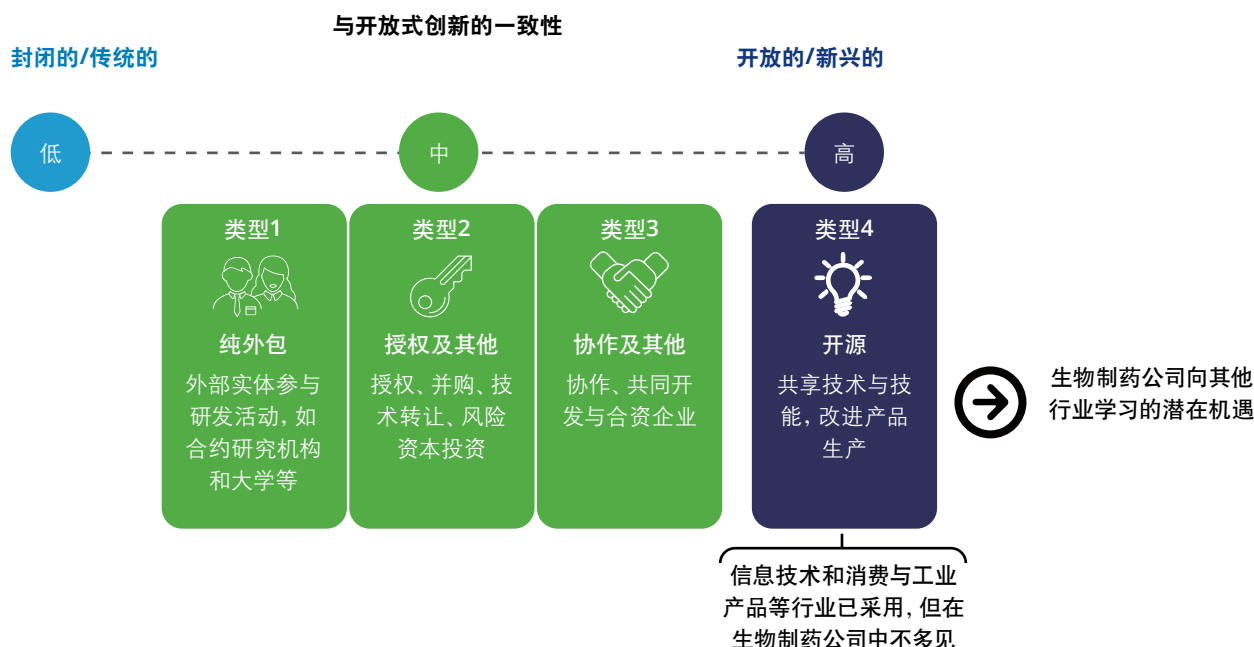 与开放式创新的一致性
封闭的/传统的
开放的/新兴的
低
中
高
类型1
纯外包
外部实体参与
研发活动, 如
合约研究机构
和大学等
类型2
授权及其他
授权、并购、技
术转让、风险
资本投资
类型3
协作及其他
协作、共同开
发与合资企业
类型4
开源
共享技术与技
能, 改进产品
生产
生物制药公司向其他
行业学习的潜在机遇
信息技术和消费与工业
产品等行业已采用, 但在
生物制药公司中不多见